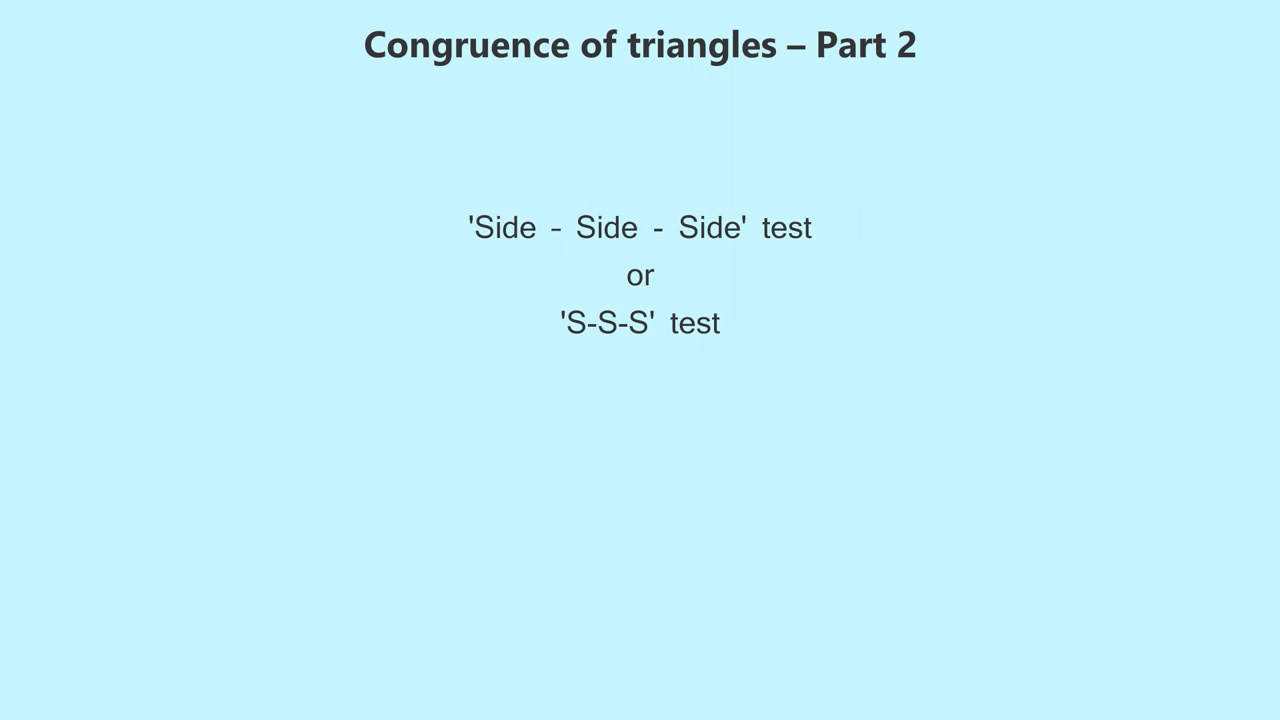 Congruence of triangles – Part 2
'Side – Side - Side' test
or
'S-S-S' test